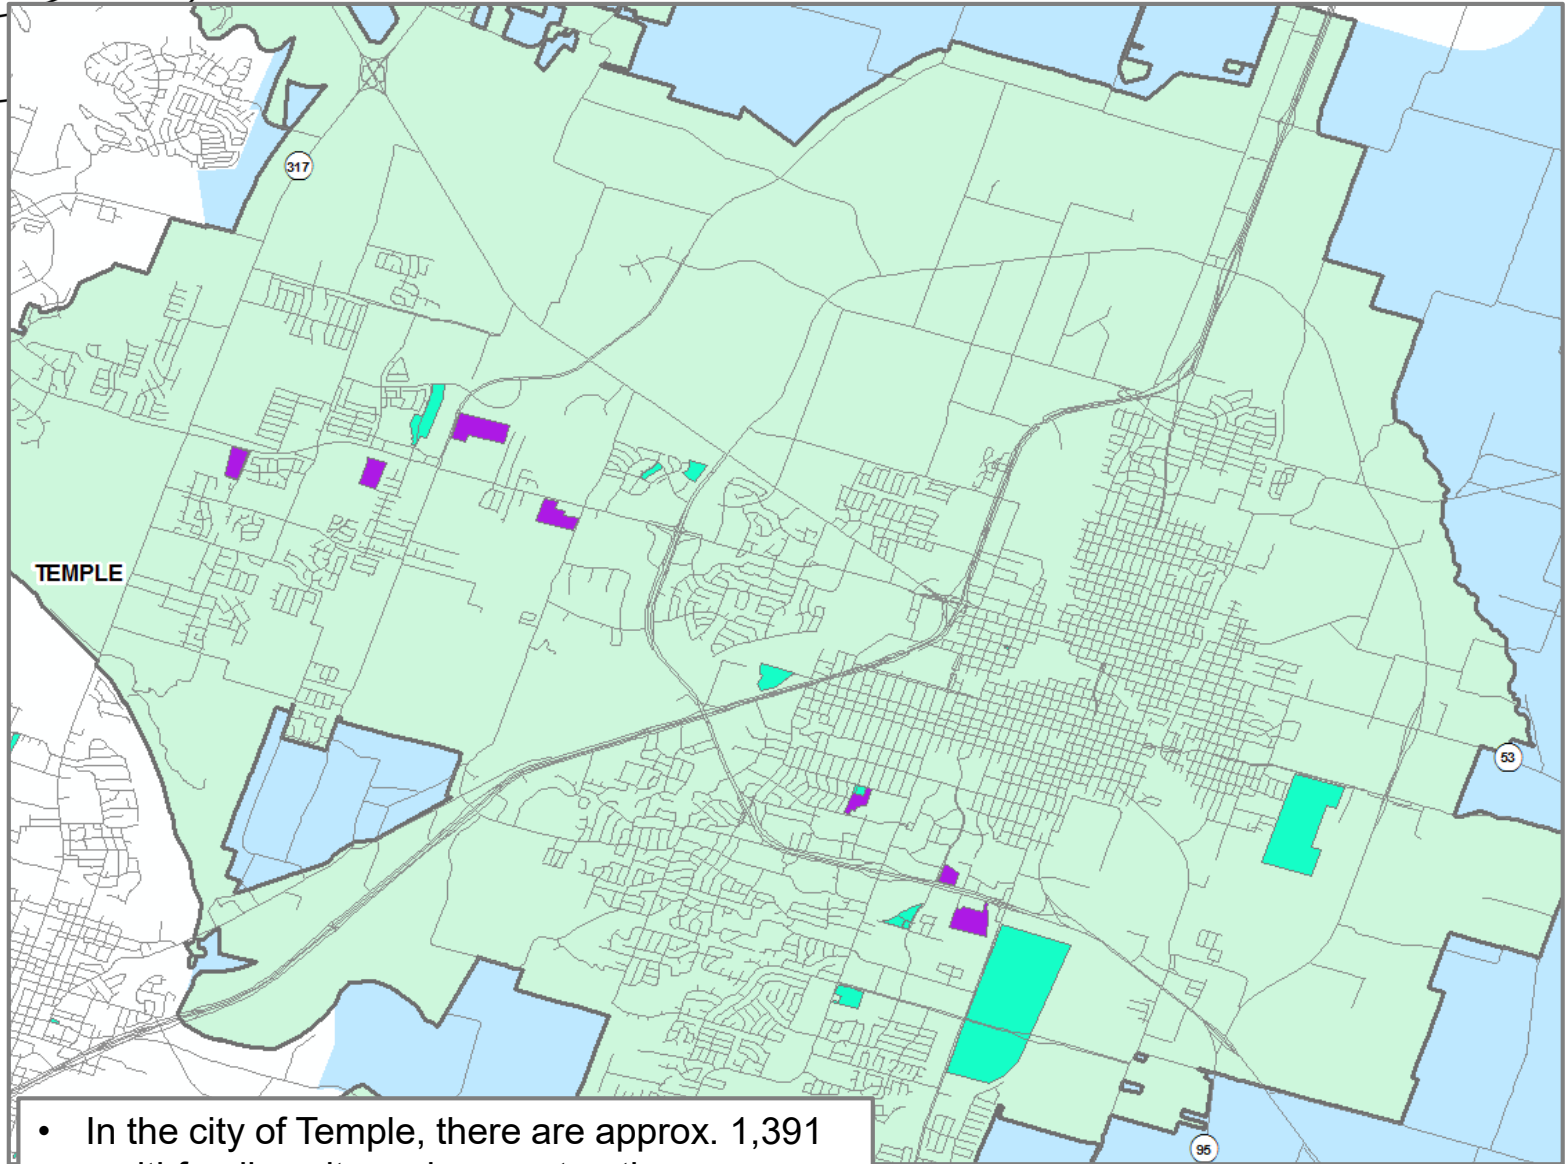 317
TEMPLE
53
• In the city of Temple, there are approx. 1,391
95